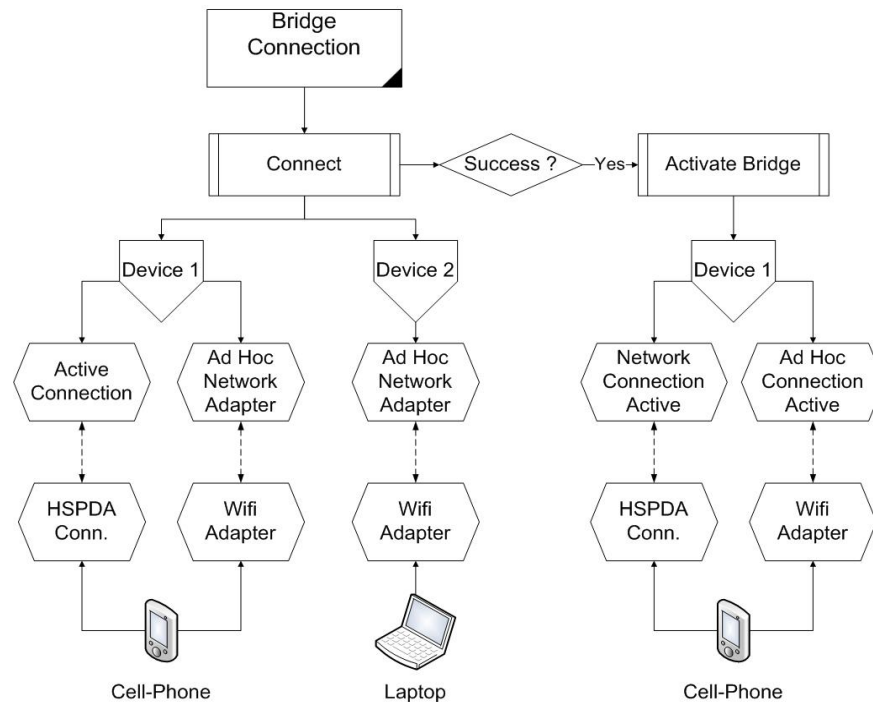 Bridge
Connection
Connect
Success ?
Yes
Activate Bridge
Device 1
Device 2
Device 1
Active
Connection
Ad Hoc
Network
Adapter
Ad Hoc
Network
Adapter
Network
Connection
Active
Ad Hoc
Connection
Active
HSPDA
Conn.
Wifi
Adapter
Wifi
Adapter
HSPDA
Conn.
Wifi
Adapter
Cell-Phone
Laptop
Cell-Phone